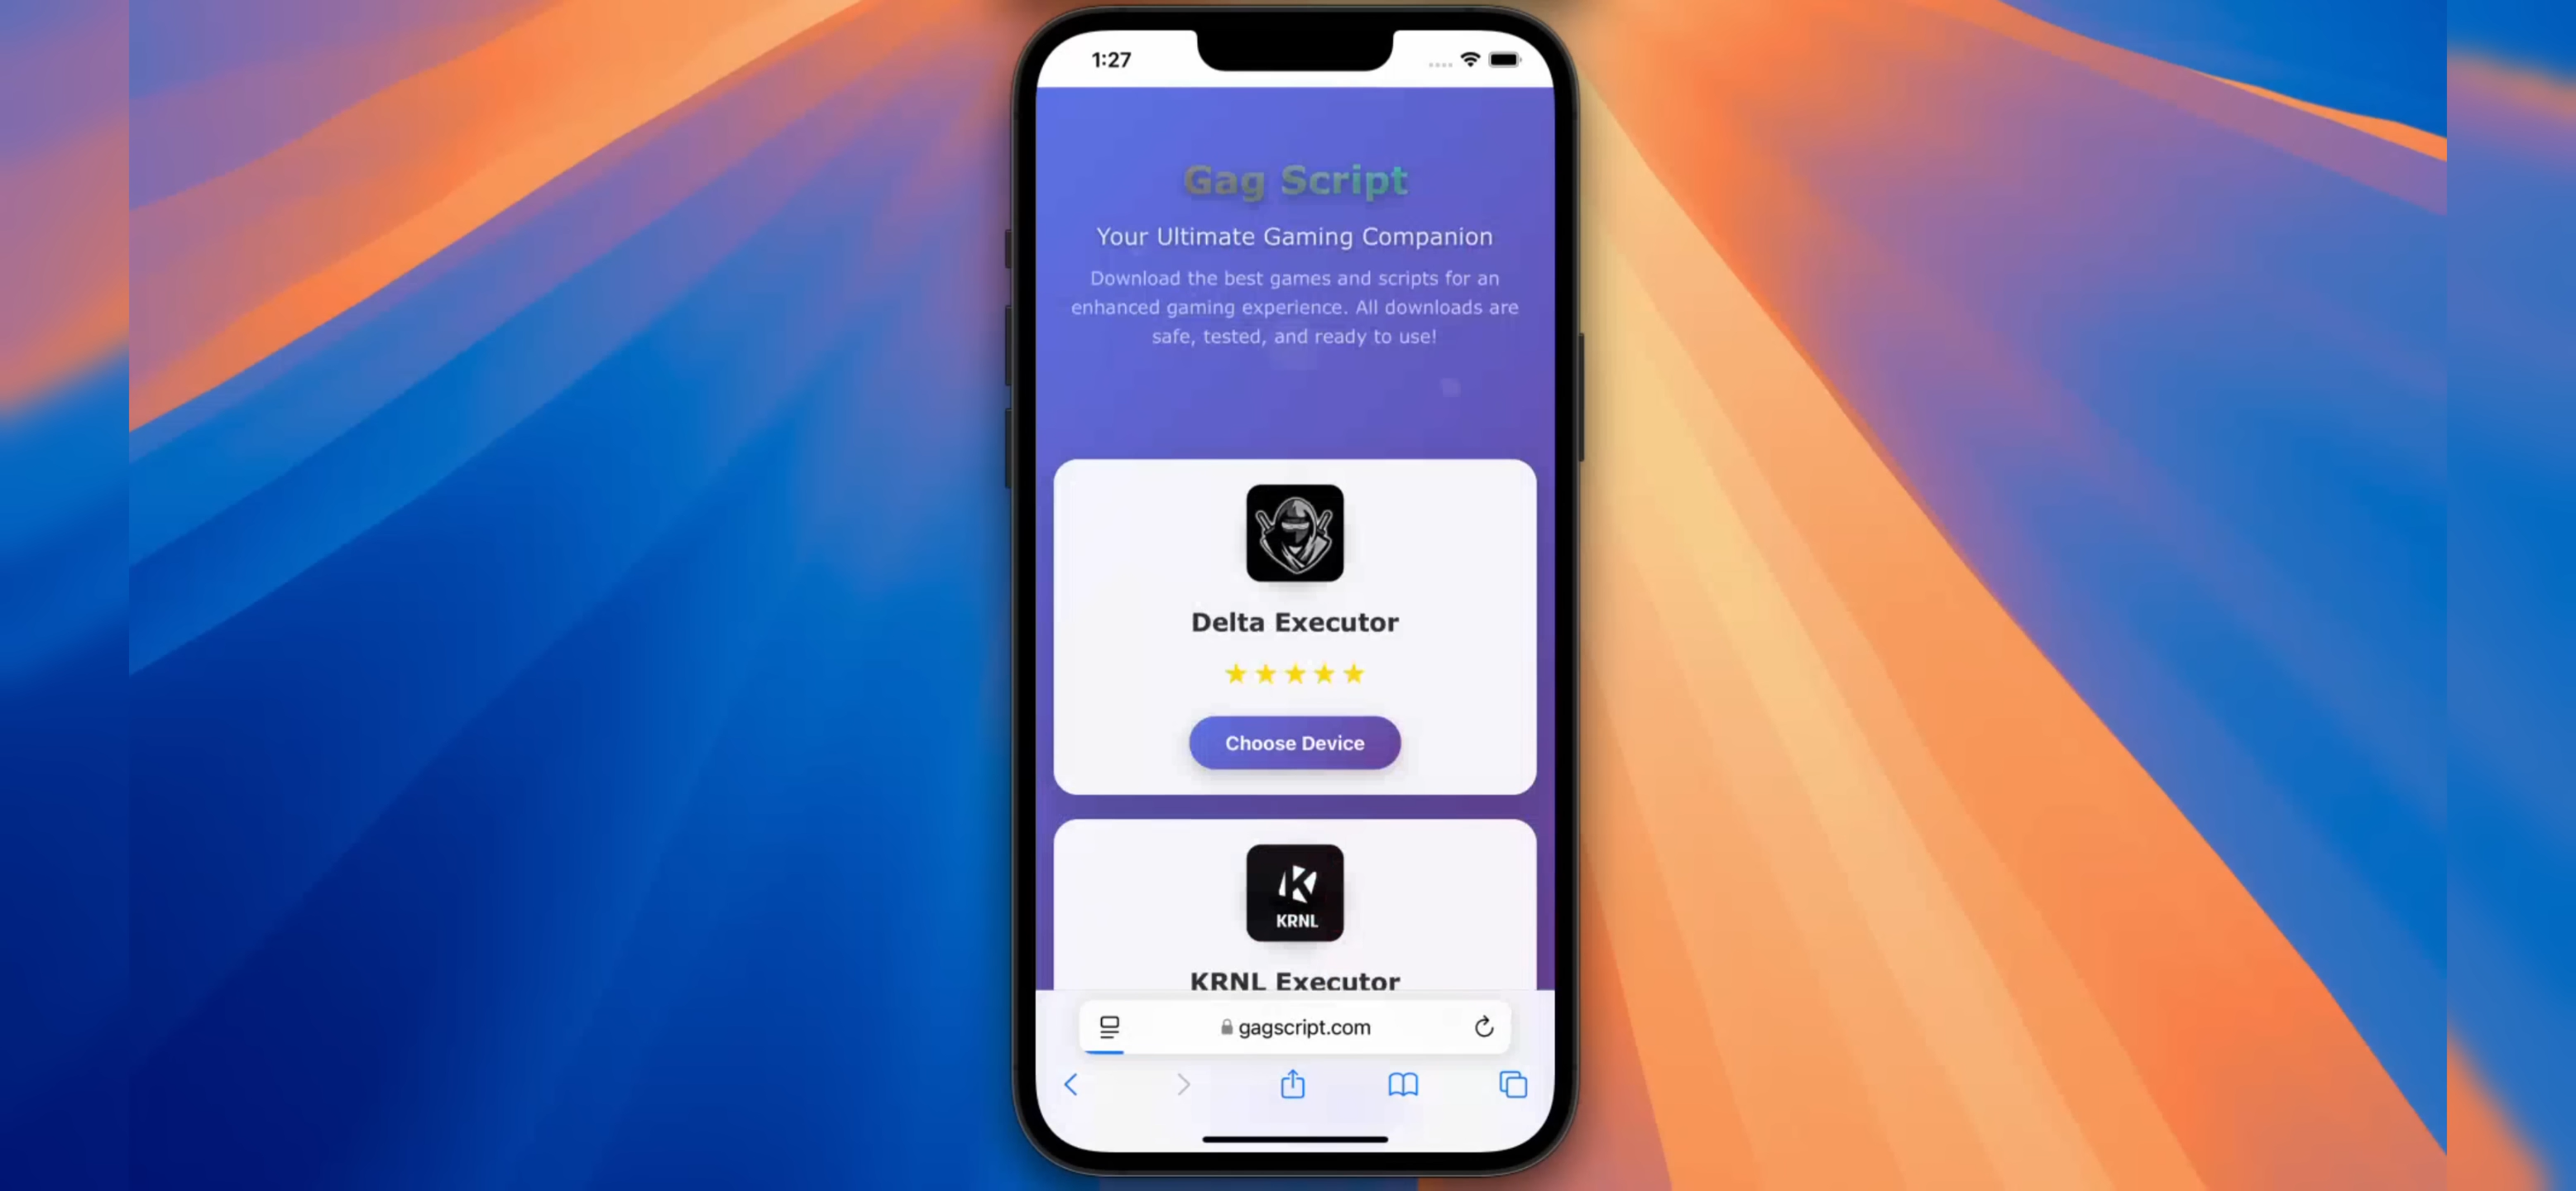 1:27
Gag Script
Your Ultimate Gaming Companion
Download the best games and scripts for an
enhanced gaming experience. All downloads are
safe, tested, and ready to use!
Delta Executor
Choose Device
KRNL
KRNL Executor
gagscript.com